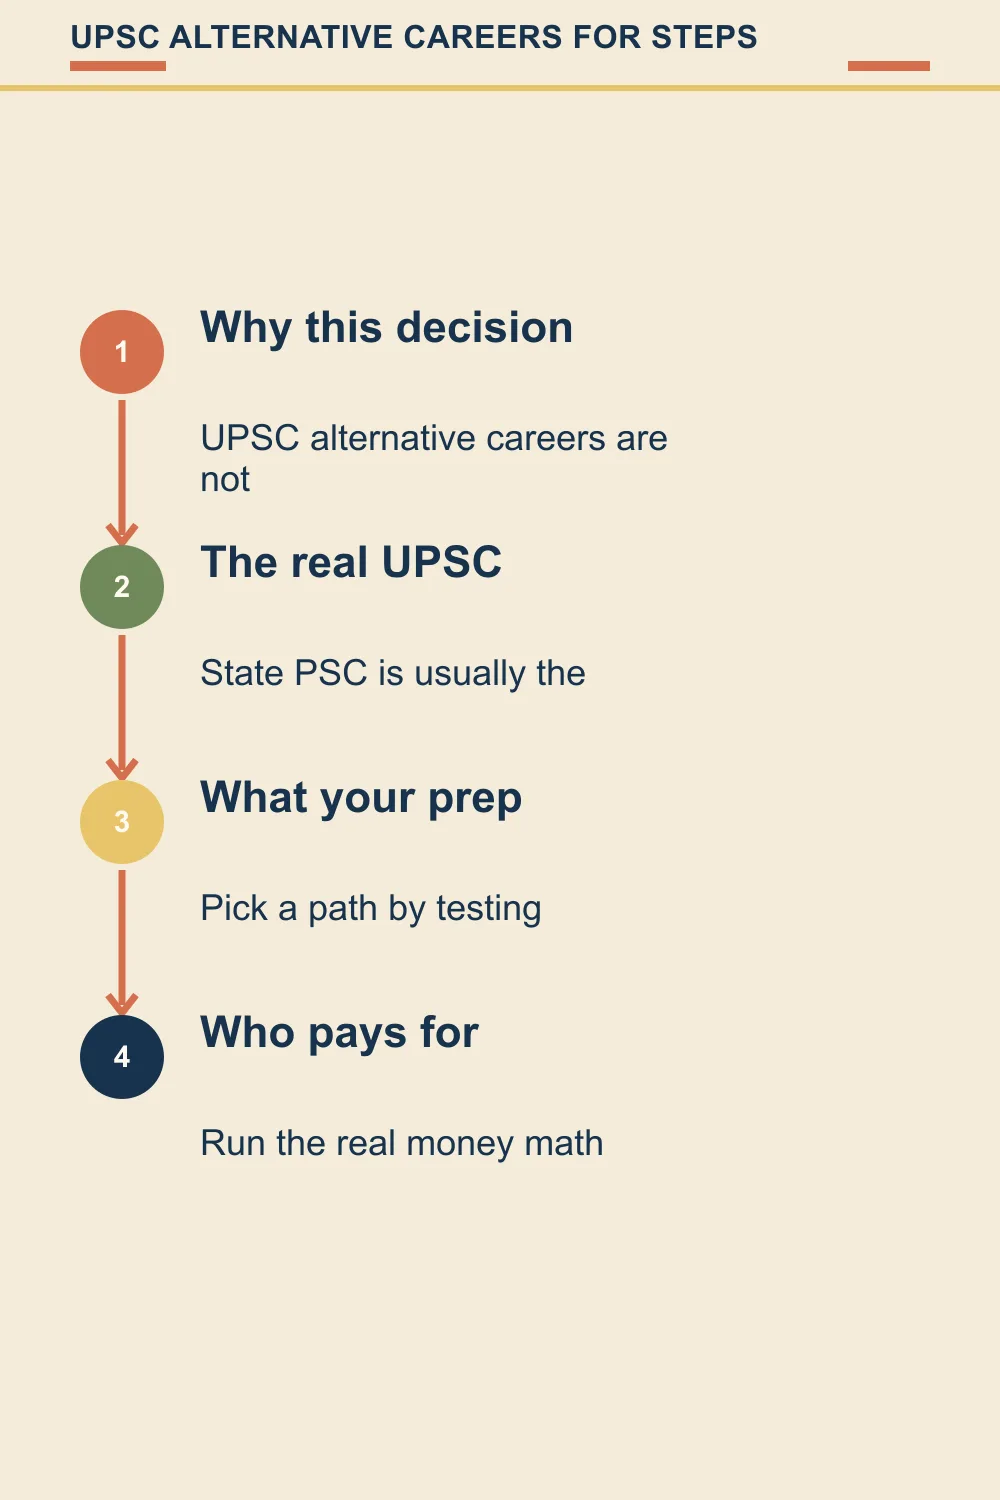 UPSC ALTERNATIVE CAREERS FOR STEPS
1
Why this decision
UPSC alternative careers are
not
2
The real UPSC
State PSC is usually the
3
What your prep
Pick a path by testing
4
Who pays for
Run the real money math